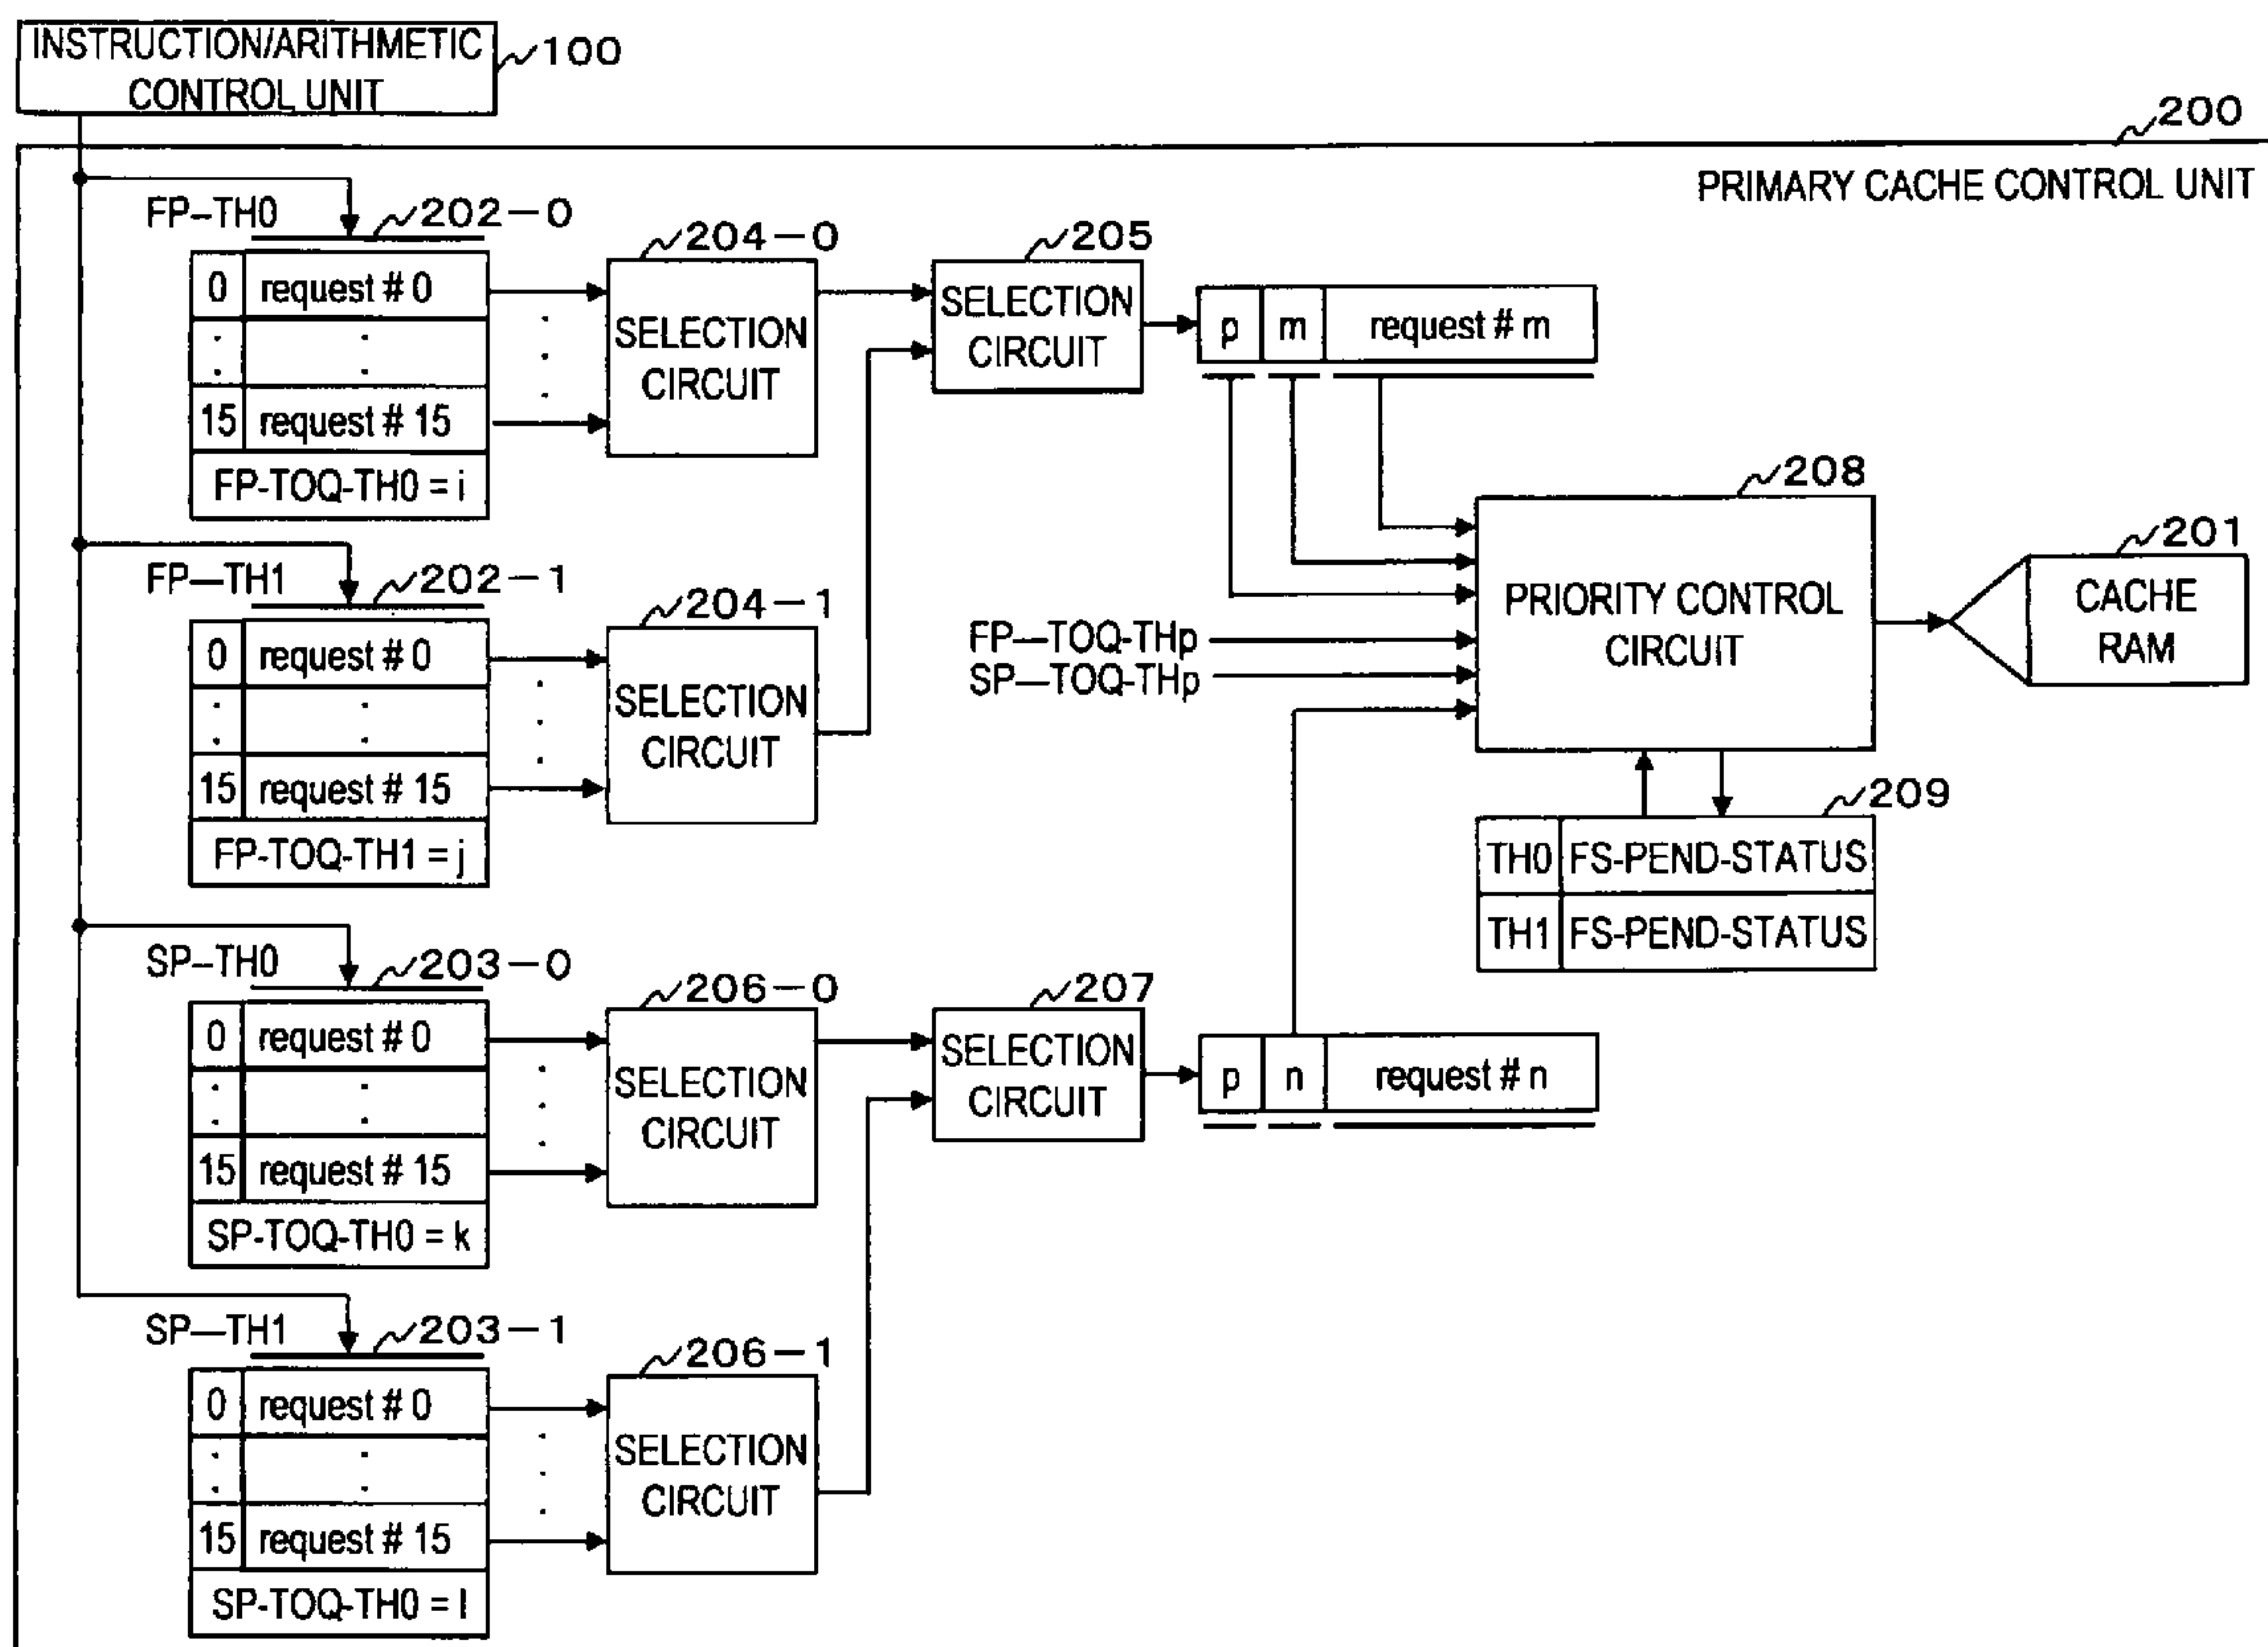 INSTRUCTION/ARITHMETIC
CONTROL UNIT
100
200
PRIMARY CACHE CONTROL UNIT
FP-TH0
202-0
0 request # 0
: :
15 request # 15
FP-TOQ-TH0 = i
204-0
SELECTION
CIRCUIT
205
SELECTION
CIRCUIT
p m request # m
FP—TH1
202-1
0 request # 0
: :
15 request # 15
FP-TOQ-TH1 = j
204-1
SELECTION
CIRCUIT
FP—TOQ-THp
SP—TOQ-THp
208
PRIORITY CONTROL
CIRCUIT
201
CACHE
RAM
209
TH0 FS-PEND-STATUS
TH1 FS-PEND-STATUS
SP-TH0
203-0
0 request # 0
: :
15 request # 15
SP-TOQ-TH0 = k
206-0
SELECTION
CIRCUIT
207
SELECTION
CIRCUIT
p n request # n
SP—TH1
203-1
0 request # 0
: :
15 request # 15
SP-TOQ-TH0 = l
206-1
SELECTION
CIRCUIT